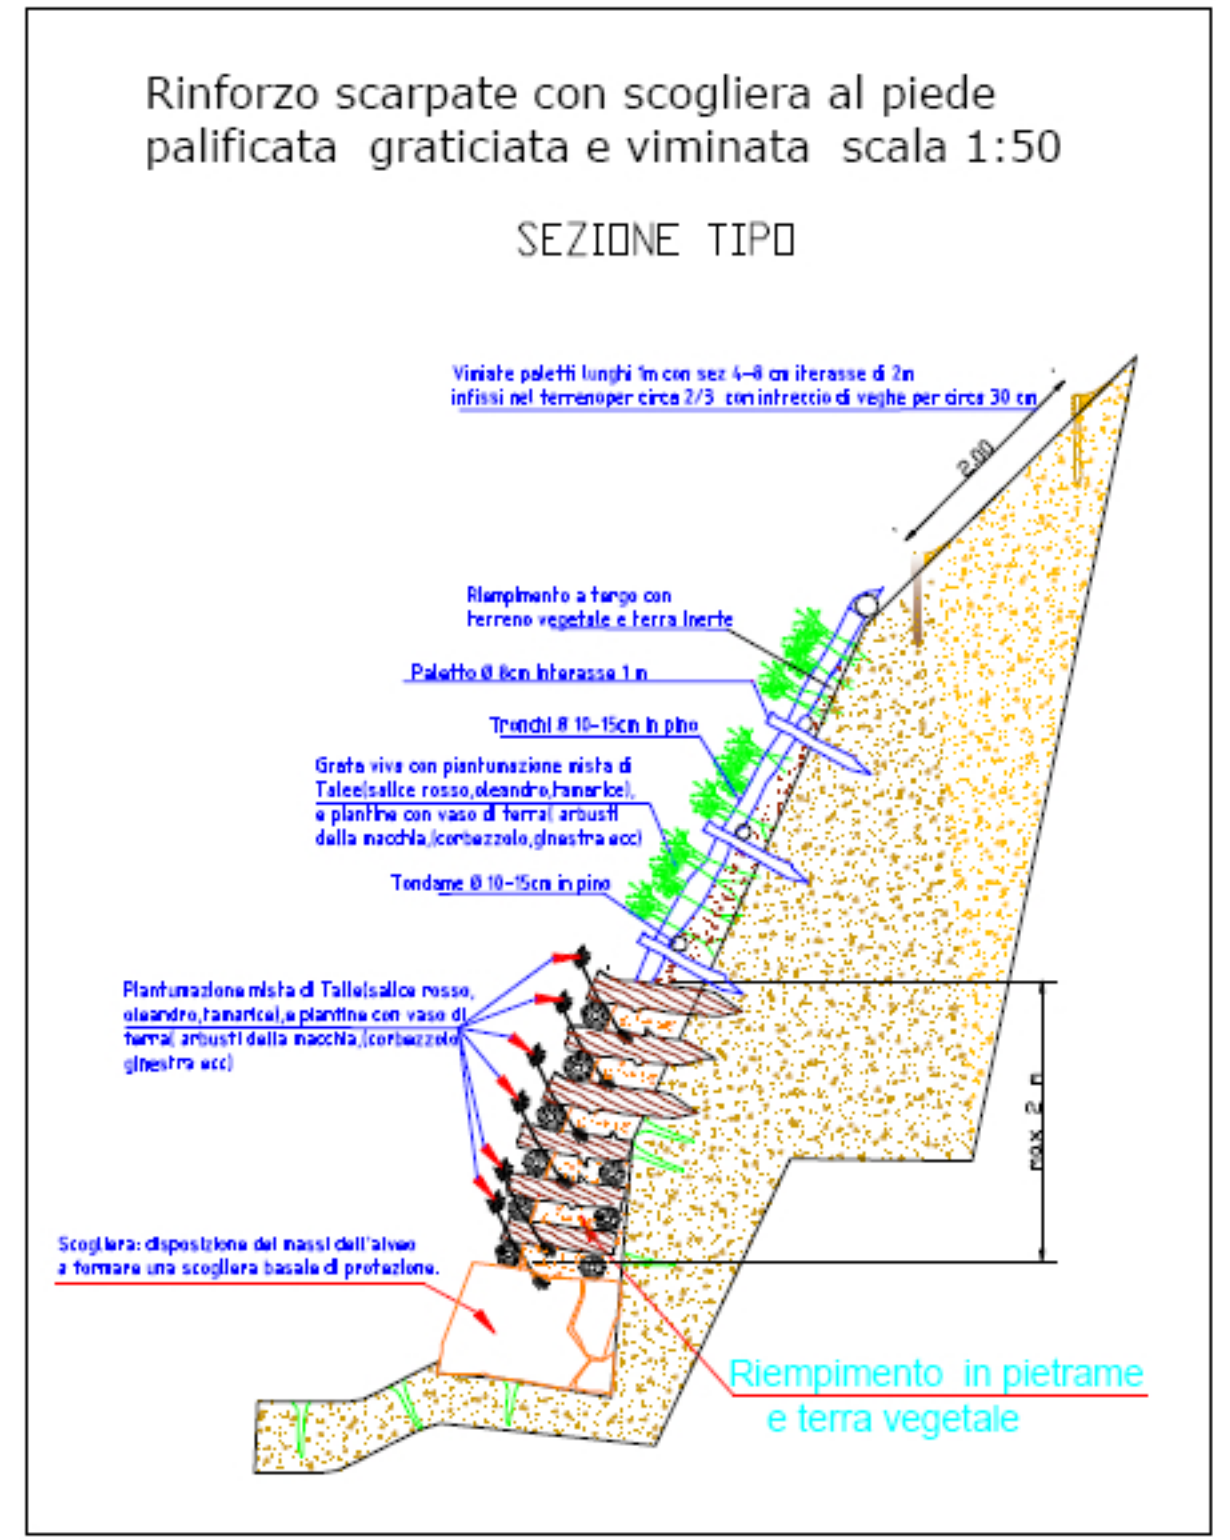 Rinforzo scarpate con scogliera al piede
palificata graticiata e viminata scala 1:50
SEZIONE TIPO
Viniate paletti lunghi 1m con sez 4-8 cm iterasse di 2m
infissi nel terrenoper circa 2/3 con intreccio di veghe per circa 30 cm
2.00
Riempimento a tergo con
terreno vegetale e terra inerte
Paletto Ø 8cm interasse 1 m
Tronchi Ø 10-15cm in pino
Grata viva con piantumazione mista di
Talee(salice rosso,oleandro,tamarice),
e piantine con vaso di terra( arbusti
della macchia,(corbezzolo,ginestra ecc)
Tondame Ø 10-15cm in pino
Piantumazione mista di Talle(salice rosso,
oleandro,tamarice),e piantine con vaso di
terra( arbusti della macchia,(corbezzolo
ginestra ecc)
max 2 m
Scogliera: disposizione dei massi dell'alveo
a formare una scogliera basale di protezione.
Riempimento in pietrame
e terra vegetale